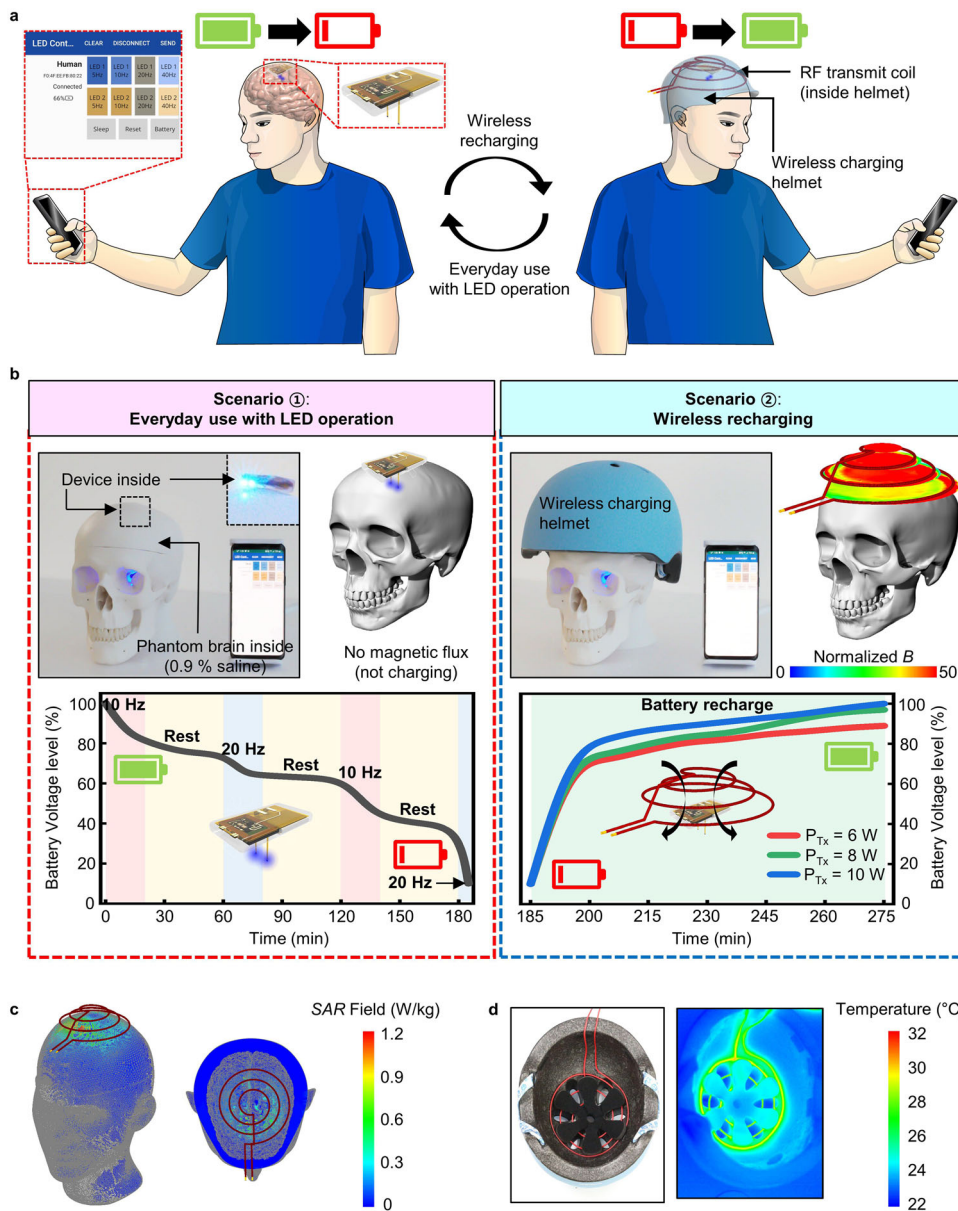 a
LED Cont...
CLEAR
DISCONNECT
SEND
Human
Connected
66%
LED 1
5Hz
LED 1
10Hz
LED 1
20Hz
LED 1
40Hz
LED 2
5Hz
LED 2
10Hz
LED 2
20Hz
LED 2
40Hz
Sleep
Reset
Battery
Wireless
recharging
Everyday use
with LED operation
RF transmit coil
(inside helmet)
Wireless charging
helmet
b
Scenario ①:
Everyday use with LED operation
Device inside
Phantom brain inside
(0.9 % saline)
No magnetic flux
(not charging)
Battery Voltage level (%)
100
80
60
40
20
0
10 Hz
Rest
20 Hz
Rest
10 Hz
Rest
20 Hz
0
30
60
90
120
150
185
Time (min)
Scenario ②:
Wireless recharging
Wireless charging
helmet
Normalized B
0
50
Battery recharge
P_Tx = 6 W
P_Tx = 8 W
P_Tx = 10 W
100
80
60
40
20
0
Battery Voltage level (%)
185
200
215
230
245
260
275
Time (min)
c
SAR Field (W/kg)
1.2
0.9
0.6
0.3
0
d
Temperature (°C)
32
30
28
26
24
22